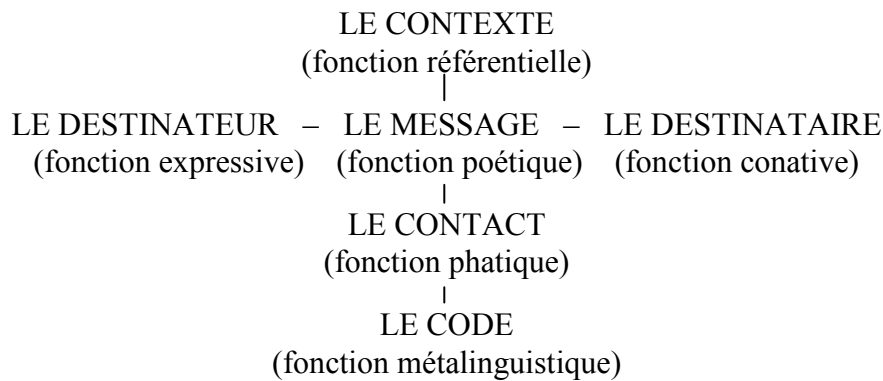 LE CONTEXTE
(fonction référentielle)
LE DESTINATEUR – LE MESSAGE – LE DESTINATAIRE
(fonction expressive) (fonction poétique) (fonction conative)
LE CONTACT
(fonction phatique)
LE CODE
(fonction métalinguistique)